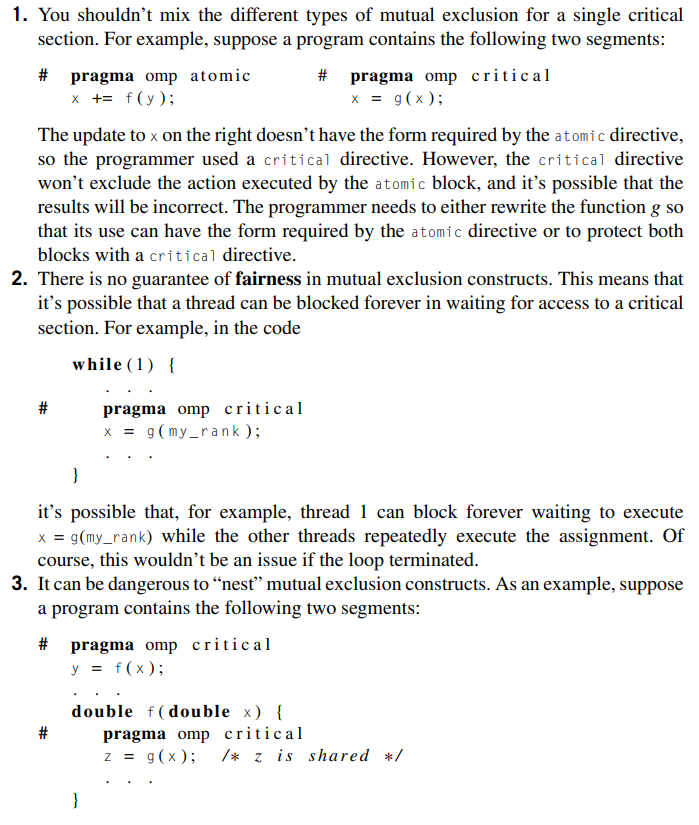 1. You shouldn't mix the different types of mutual exclusion for a single critical
section. For example, suppose a program contains the following two segments:
# pragma omp atomic # pragma omp critical
x += f(y); x = g(x);
The update to x on the right doesn't have the form required by the atomic directive,
so the programmer used a critical directive. However, the critical directive
won't exclude the action executed by the atomic block, and it's possible that the
results will be incorrect. The programmer needs to either rewrite the function g so
that its use can have the form required by the atomic directive or to protect both
blocks with a critical directive.
2. There is no guarantee of fairness in mutual exclusion constructs. This means that
it's possible that a thread can be blocked forever in waiting for access to a critical
section. For example, in the code
while(1) {
. . .
# pragma omp critical
x = g(my_rank);
. . .
}
it's possible that, for example, thread 1 can block forever waiting to execute
x = g(my_rank) while the other threads repeatedly execute the assignment. Of
course, this wouldn't be an issue if the loop terminated.
3. It can be dangerous to “nest” mutual exclusion constructs. As an example, suppose
a program contains the following two segments:
# pragma omp critical
y = f(x);
. . .
double f(double x) {
# pragma omp critical
z = g(x); /* z is shared */
. . .
}